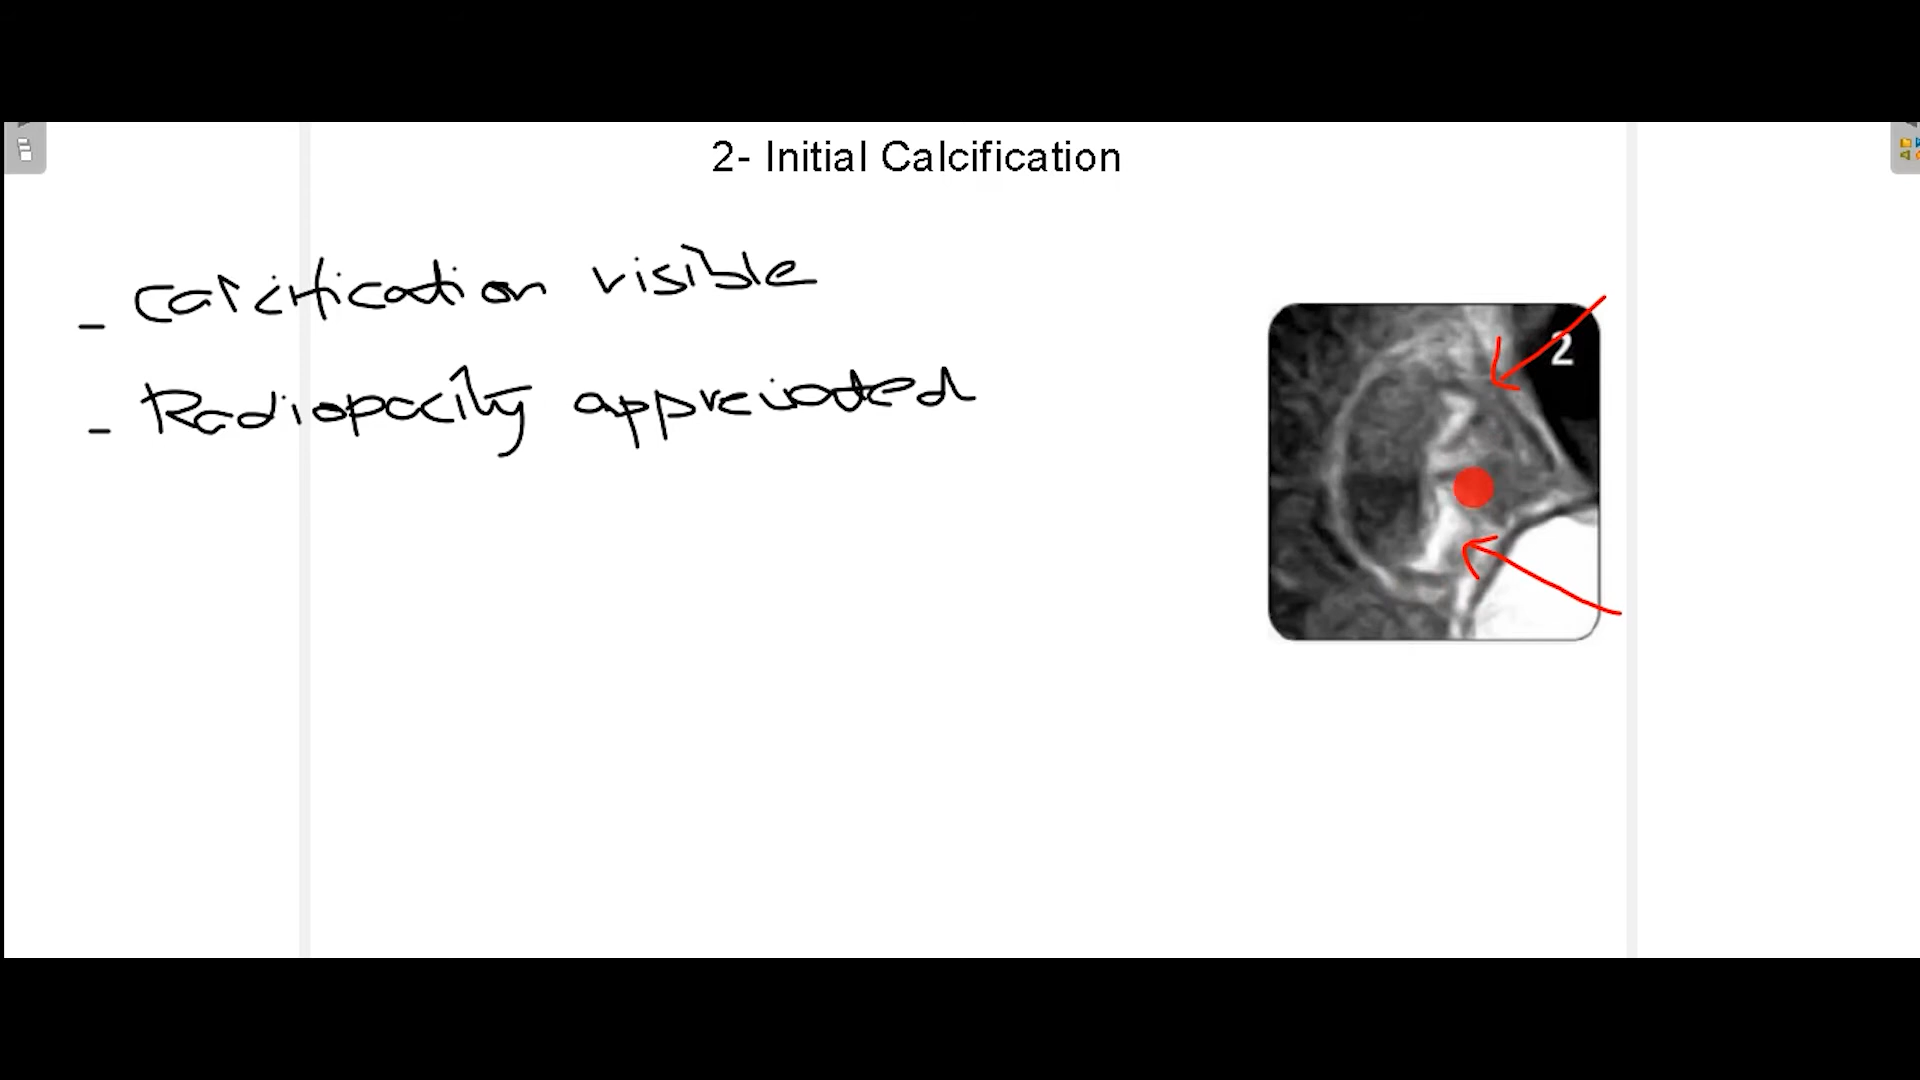 2- Initial Calcification
- Calcification visible
- Radiopacity appreciated
2